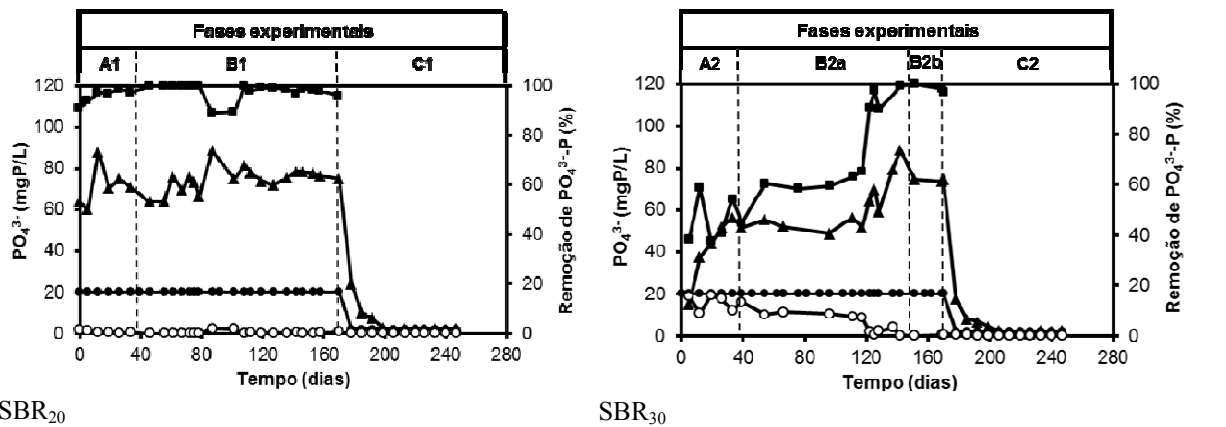 Fases experimentais
A1 B1 C1
120 100
100 80
80 60
60 40
40 20
20 0
0
0 40 80 120 160 200 240 280
PO₄³⁻ (mgP/L)
Remoção de PO₄³⁻-P (%)
Tempo (dias)
SBR₂₀
Fases experimentais
A2 B2a B2b C2
120 100
100 80
80 60
60 40
40 20
20 0
0
0 40 80 120 160 200 240 280
PO₄³⁻ (mgP/L)
Remoção de PO₄³⁻-P (%)
Tempo (dias)
SBR₃₀